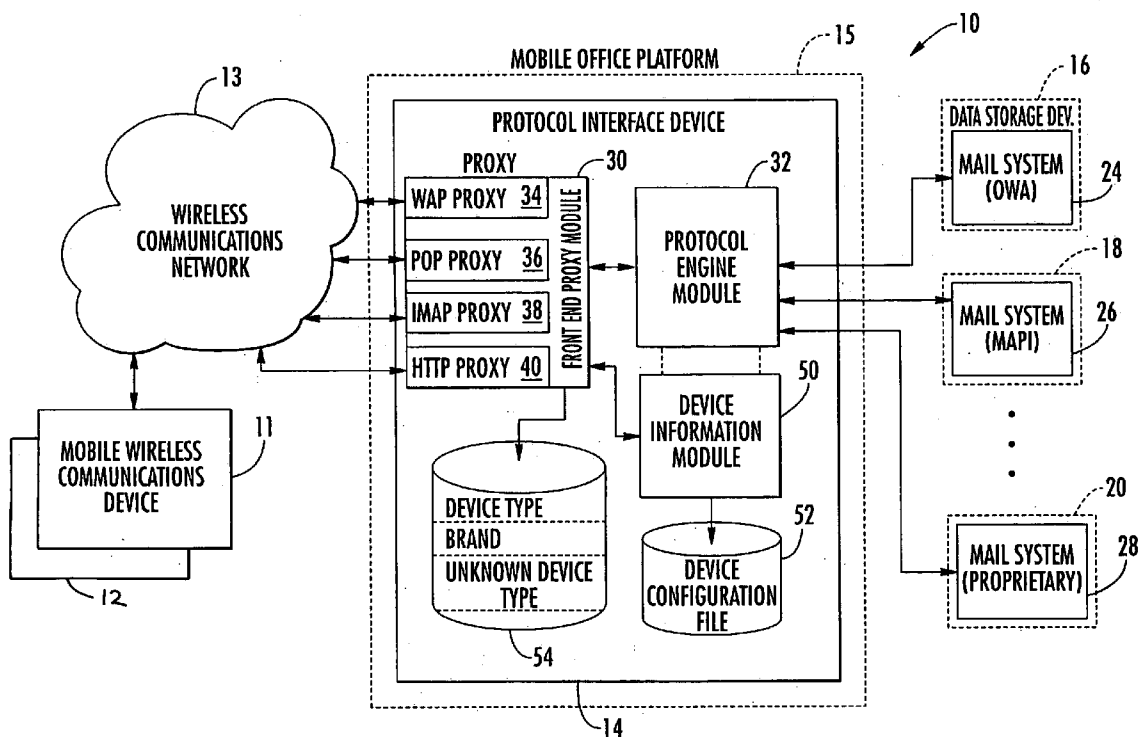 10
15
MOBILE OFFICE PLATFORM
13
16
PROTOCOL INTERFACE DEVICE
DATA STORAGE DEV.
PROXY
30
32
MAIL SYSTEM
(OWA)
24
WAP PROXY 34
WIRELESS
COMMUNICATIONS
NETWORK
POP PROXY 36
IMAP PROXY 38
HTTP PROXY 40
FRONT END PROXY MODULE
PROTOCOL
ENGINE
MODULE
18
MAIL SYSTEM
(MAPI)
26
50
DEVICE
INFORMATION
MODULE
11
MOBILE WIRELESS
COMMUNICATIONS
DEVICE
12
DEVICE TYPE
BRAND
UNKNOWN DEVICE
TYPE
54
52
DEVICE
CONFIGURATION
FILE
20
MAIL SYSTEM
(PROPRIETARY)
28
14